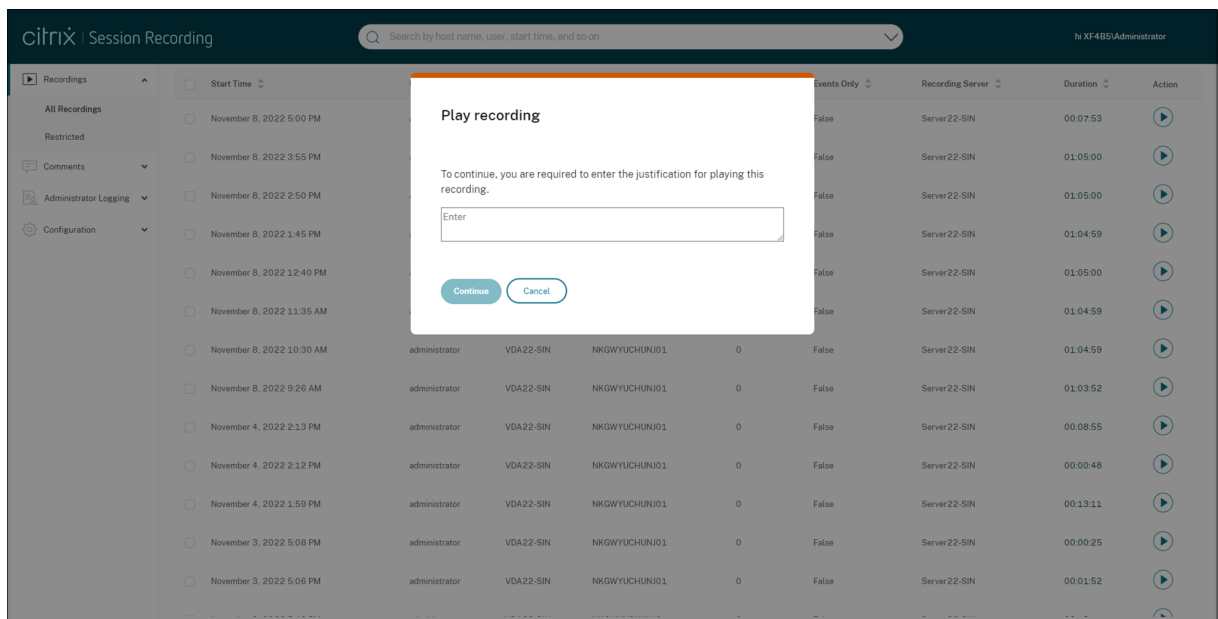 citrix | Session Recording
Search by host name, user, start time, and so on
hi XF4B5\Administrator
Recordings
All Recordings
Restricted
Comments
Administrator Logging
Configuration
Start Time Events Only Recording Server Duration Action
November 8, 2022 5:00 PM False Server22-SIN 00:07:53
November 8, 2022 3:55 PM False Server22-SIN 01:05:00
November 8, 2022 2:50 PM False Server22-SIN 01:05:00
November 8, 2022 1:45 PM False Server22-SIN 01:04:59
November 8, 2022 12:40 PM False Server22-SIN 01:05:00
November 8, 2022 11:35 AM False Server22-SIN 01:04:59
November 8, 2022 10:30 AM administrator VDA22-SIN NKGWYUCHUNJ01 0 False Server22-SIN 01:04:59
November 8, 2022 9:26 AM administrator VDA22-SIN NKGWYUCHUNJ01 0 False Server22-SIN 01:03:52
November 4, 2022 2:13 PM administrator VDA22-SIN NKGWYUCHUNJ01 0 False Server22-SIN 00:08:55
November 4, 2022 2:12 PM administrator VDA22-SIN NKGWYUCHUNJ01 0 False Server22-SIN 00:00:48
November 4, 2022 1:59 PM administrator VDA22-SIN NKGWYUCHUNJ01 0 False Server22-SIN 00:13:11
November 3, 2022 5:08 PM administrator VDA22-SIN NKGWYUCHUNJ01 0 False Server22-SIN 00:00:25
November 3, 2022 5:06 PM administrator VDA22-SIN NKGWYUCHUNJ01 0 False Server22-SIN 00:01:52
Play recording
To continue, you are required to enter the justification for playing this
recording.
Enter
Continue
Cancel